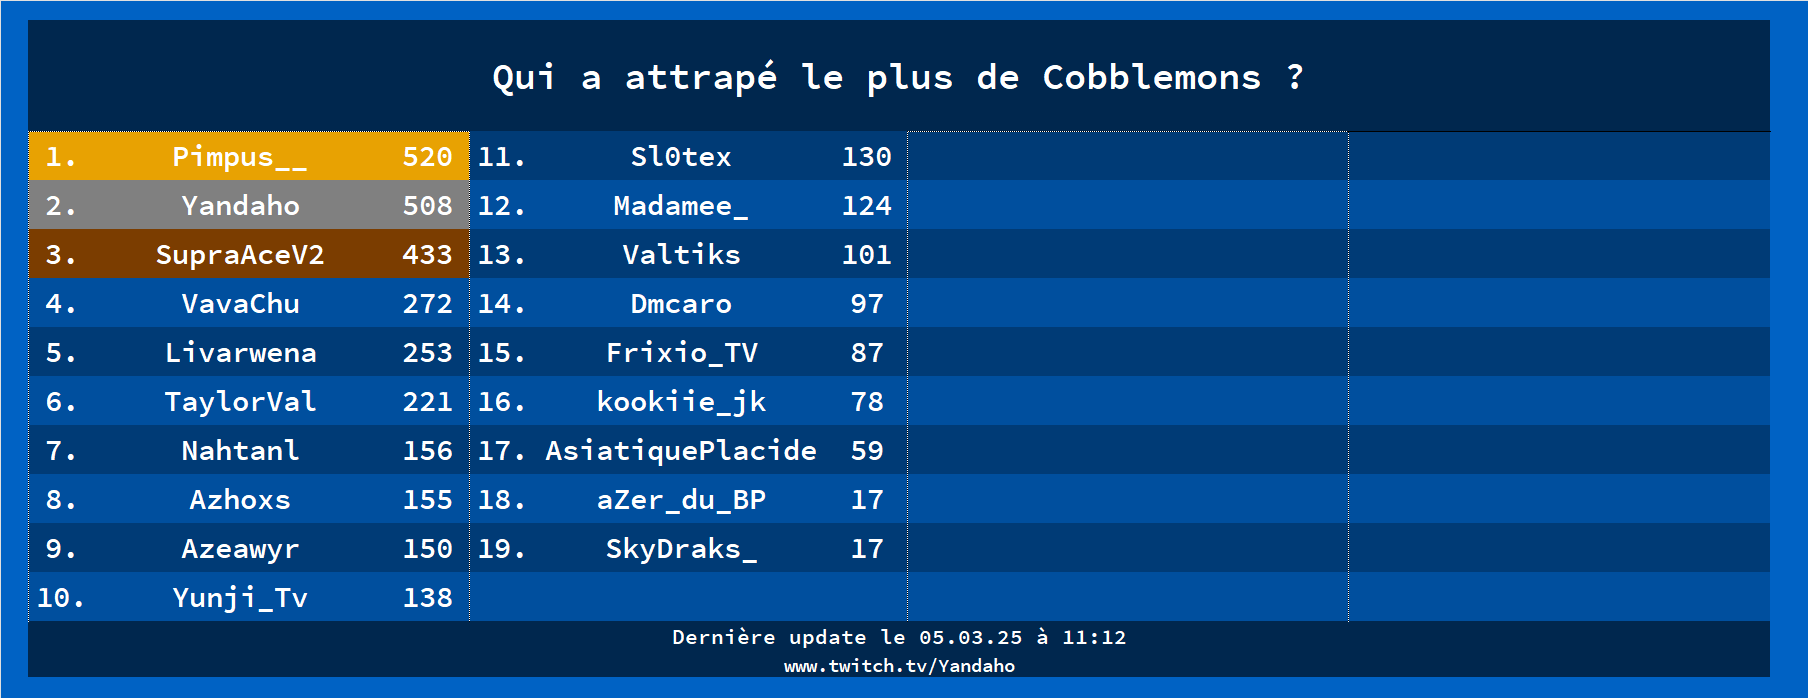 Qui a attrapé le plus de Cobblemons ?
1. Pimpus__ 520
2. Yandaho 508
3. SupraAceV2 433
4. VavaChu 272
5. Livarwena 253
6. TaylorVal 221
7. Nahtanl 156
8. Azhoxs 155
9. Azeawyr 150
10. Yunji_Tv 138
11. Sl0tex 130
12. Madamee_ 124
13. Valtiks 101
14. Dmcaro 97
15. Frixio_TV 87
16. kookiie_jk 78
17. AsiatiquePlacide 59
18. aZer_du_BP 17
19. SkyDraks_ 17
Dernière update le 05.03.25 à 11:12
www.twitch.tv/Yandaho